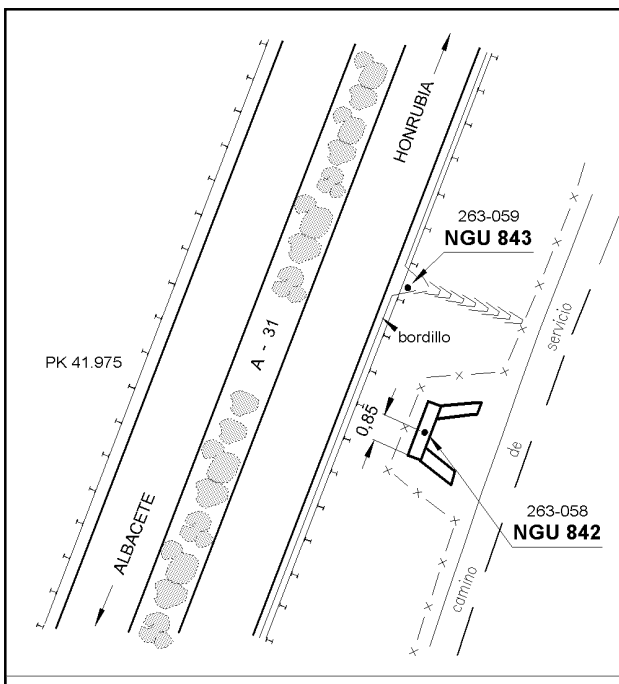 HONRUBIA
263-059
NGU 843
A - 31
bordillo
servicio
PK 41.975
0,85
de
263-058
NGU 842
ALBACETE
camino